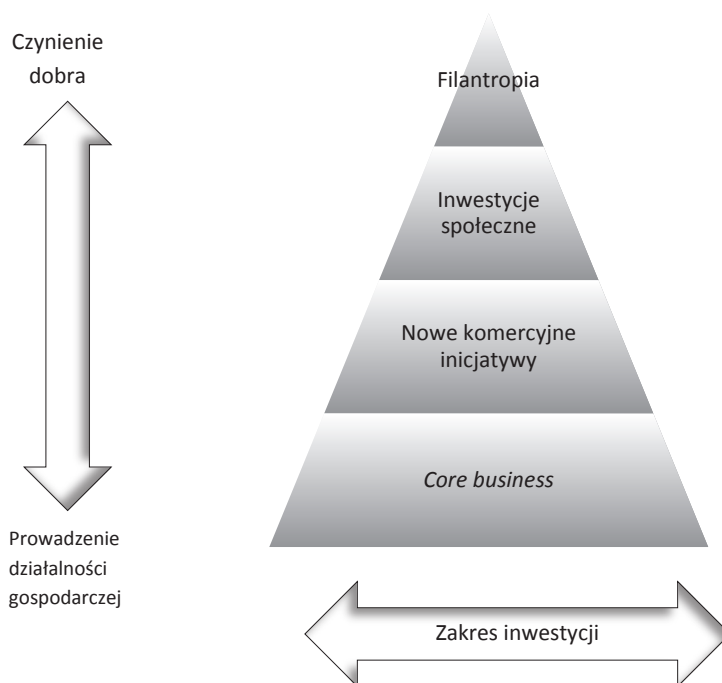 Czynienie
dobra
Filantropia
Inwestycje
społeczne
Nowe komercyjne
inicjatywy
Core business
Prowadzenie
działalności
gospodarczej
Zakres inwestycji